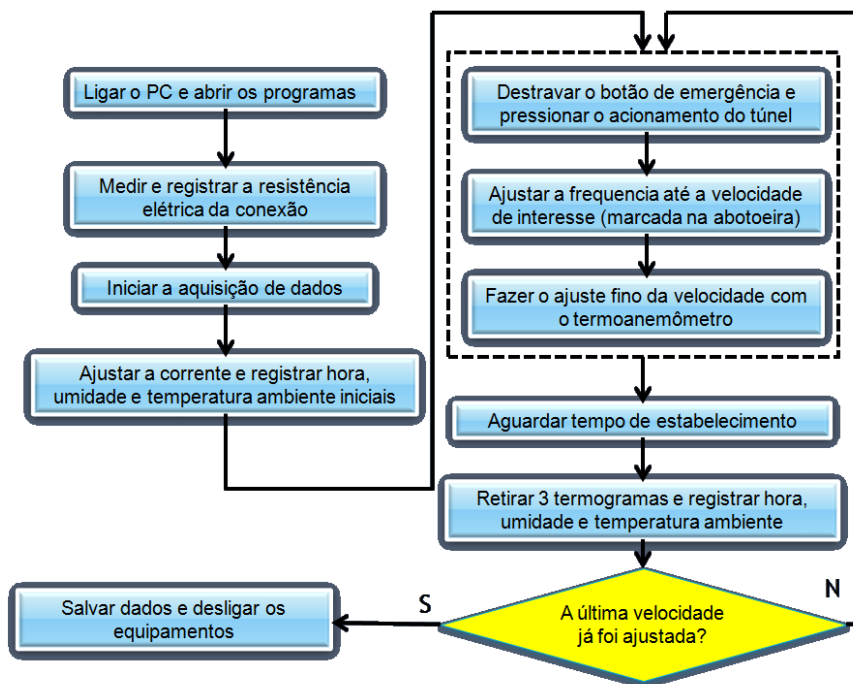 Ligar o PC e abrir os programas
Medir e registrar a resistência
elétrica da conexão
Iniciar a aquisição de dados
Ajustar a corrente e registrar hora,
umidade e temperatura ambiente iniciais
Destravar o botão de emergência e
pressionar o acionamento do túnel
Ajustar a frequencia até a velocidade
de interesse (marcada na abotoeira)
Fazer o ajuste fino da velocidade com
o termoanemômetro
Aguardar tempo de estabelecimento
Retirar 3 termogramas e registrar hora,
umidade e temperatura ambiente
A última velocidade
já foi ajustada?
N
S
Salvar dados e desligar os
equipamentos